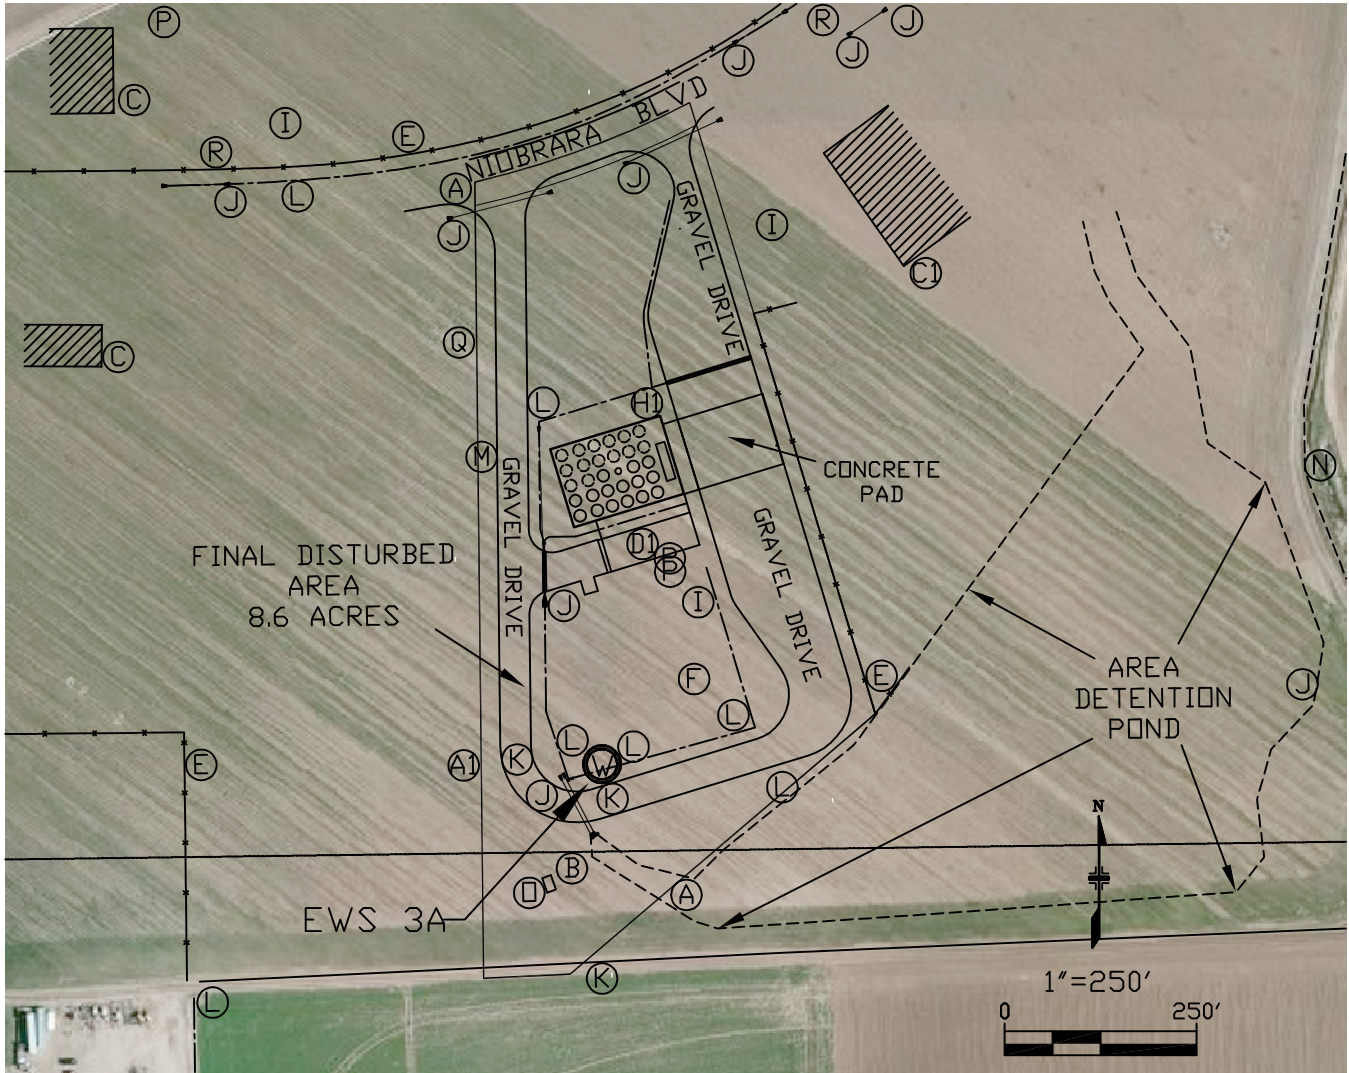 P
R
J
J
C
J
I
E
R
NIOBRARA BLVD
A
J
J
L
J
GRAVEL DRIVE
I
C1
Q
C
L
H1
M
CONCRETE
PAD
N
GRAVEL DRIVE
GRAVEL DRIVE
D1
B
FINAL DISTURBED
AREA
8.6 ACRES
J
I
F
E
AREA
DETENTION
POND
J
L
L
L
K
W
E
A1
J
K
L
B
O
A
EWS 3A
N
K
L
1"=250'
0
250'